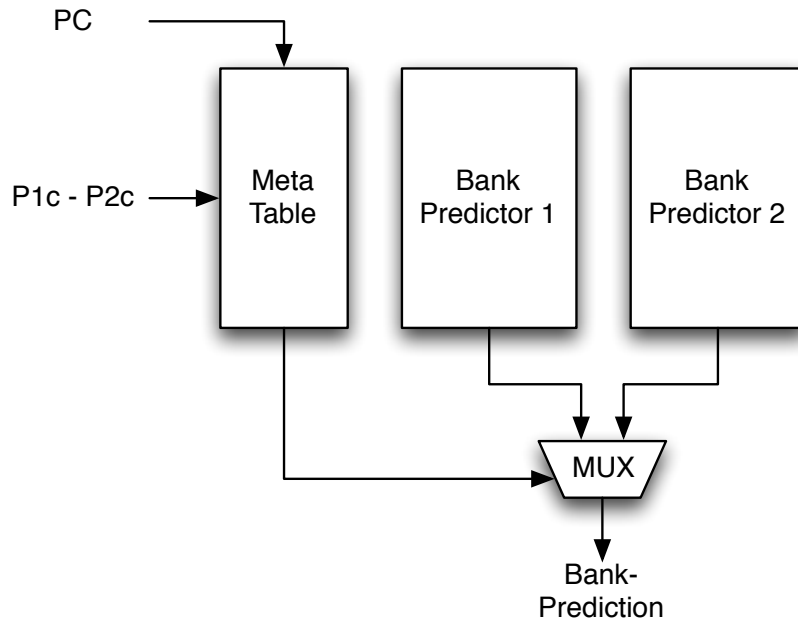 PC
P1c - P2c
Meta
Table
Bank
Predictor 1
Bank
Predictor 2
MUX
Bank-
Prediction